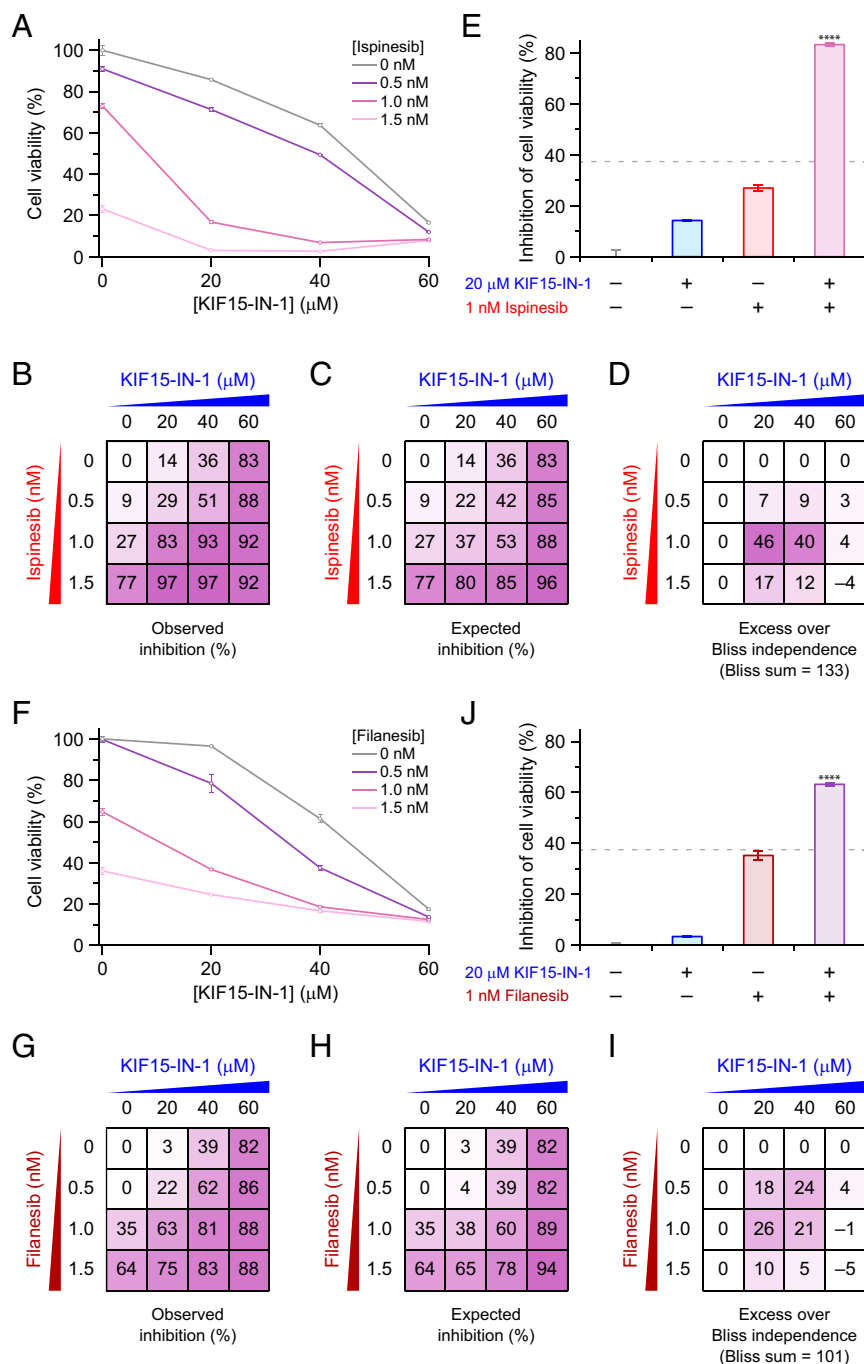 A
[Ispinesib]
0 nM
0.5 nM
1.0 nM
1.5 nM
Cell viability (%)
100
80
60
40
20
0
0 20 40 60
[KIF15-IN-1] (μM)
E
****
Inhibition of cell viability (%)
80
60
40
20
0
20 μM KIF15-IN-1 – + – +
1 nM Ispinesib – – + +
B
KIF15-IN-1 (μM)
0 20 40 60
Ispinesib (nM)
0 0 14 36 83
0.5 9 29 51 88
1.0 27 83 93 92
1.5 77 97 97 92
Observed
inhibition (%)
C
KIF15-IN-1 (μM)
0 20 40 60
Ispinesib (nM)
0 0 14 36 83
0.5 9 22 42 85
1.0 27 37 53 88
1.5 77 80 85 96
Expected
inhibition (%)
D
KIF15-IN-1 (μM)
0 20 40 60
Ispinesib (nM)
0 0 0 0 0
0.5 0 7 9 3
1.0 0 46 40 4
1.5 0 17 12 –4
Excess over
Bliss independence
(Bliss sum = 133)
F
[Filanesib]
0 nM
0.5 nM
1.0 nM
1.5 nM
Cell viability (%)
100
80
60
40
20
0
0 20 40 60
[KIF15-IN-1] (μM)
J
****
Inhibition of cell viability (%)
80
60
40
20
0
20 μM KIF15-IN-1 – + – +
1 nM Filanesib – – + +
G
KIF15-IN-1 (μM)
0 20 40 60
Filanesib (nM)
0 0 3 39 82
0.5 0 22 62 86
1.0 35 63 81 88
1.5 64 75 83 88
Observed
inhibition (%)
H
KIF15-IN-1 (μM)
0 20 40 60
Filanesib (nM)
0 0 3 39 82
0.5 0 4 39 82
1.0 35 38 60 89
1.5 64 65 78 94
Expected
inhibition (%)
I
KIF15-IN-1 (μM)
0 20 40 60
Filanesib (nM)
0 0 0 0 0
0.5 0 18 24 4
1.0 0 26 21 –1
1.5 0 10 5 –5
Excess over
Bliss independence
(Bliss sum = 101)